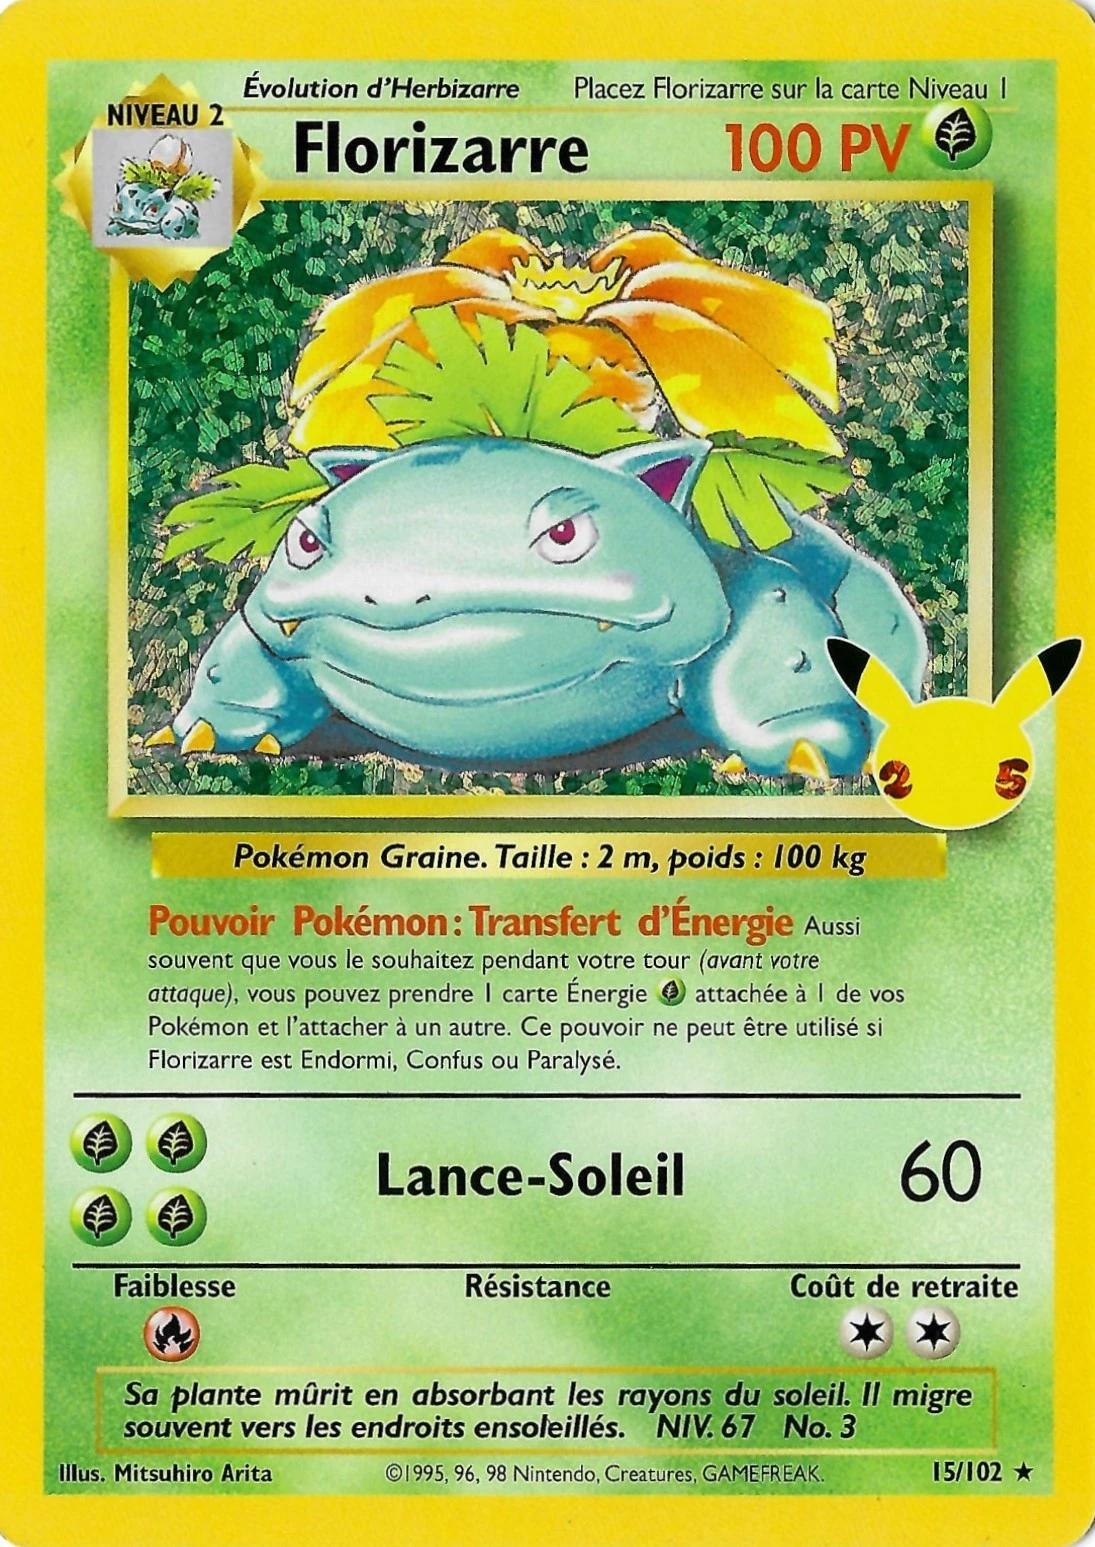 Évolution d'Herbizarre Placez Florizarre sur la carte Niveau 1
NIVEAU 2
Florizarre 100 PV
25
Pokémon Graine. Taille : 2 m, poids : 100 kg
Pouvoir Pokémon : Transfert d'Énergie Aussi
souvent que vous le souhaitez pendant votre tour (avant votre
attaque), vous pouvez prendre 1 carte Énergie attachée à 1 de vos
Pokémon et l'attacher à un autre. Ce pouvoir ne peut être utilisé si
Florizarre est Endormi, Confus ou Paralysé.
Lance-Soleil 60
Faiblesse Résistance Coût de retraite
Sa plante mûrit en absorbant les rayons du soleil. Il migre
souvent vers les endroits ensoleillés. NIV. 67 No. 3
Illus. Mitsuhiro Arita ©1995, 96, 98 Nintendo, Creatures, GAMEFREAK. 15/102 ★